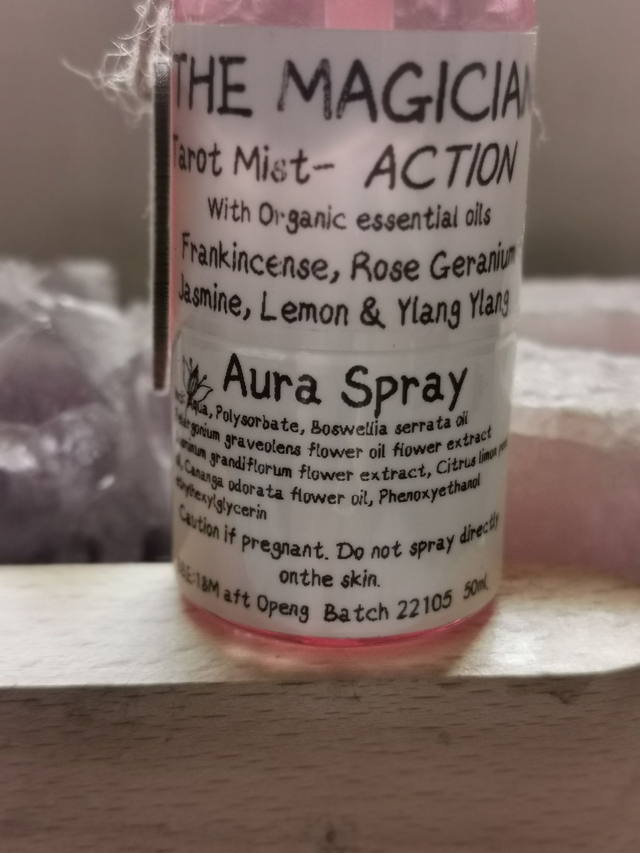 THE MAGICIAN
Tarot Mist- ACTION
With Organic essential oils
Frankincense, Rose Geranium
Jasmine, Lemon & Ylang Ylang
Aura Spray
Aqua, Polysorbate, Boswellia serrata oil
graveolens flower oil flower extract
grandiflorum flower extract, Citrus limon
Cananga odorata flower oil, Phenoxyethanol
Caution if pregnant. Do not spray directly
onthe skin.
18M aft Openg Batch 22105 50mL